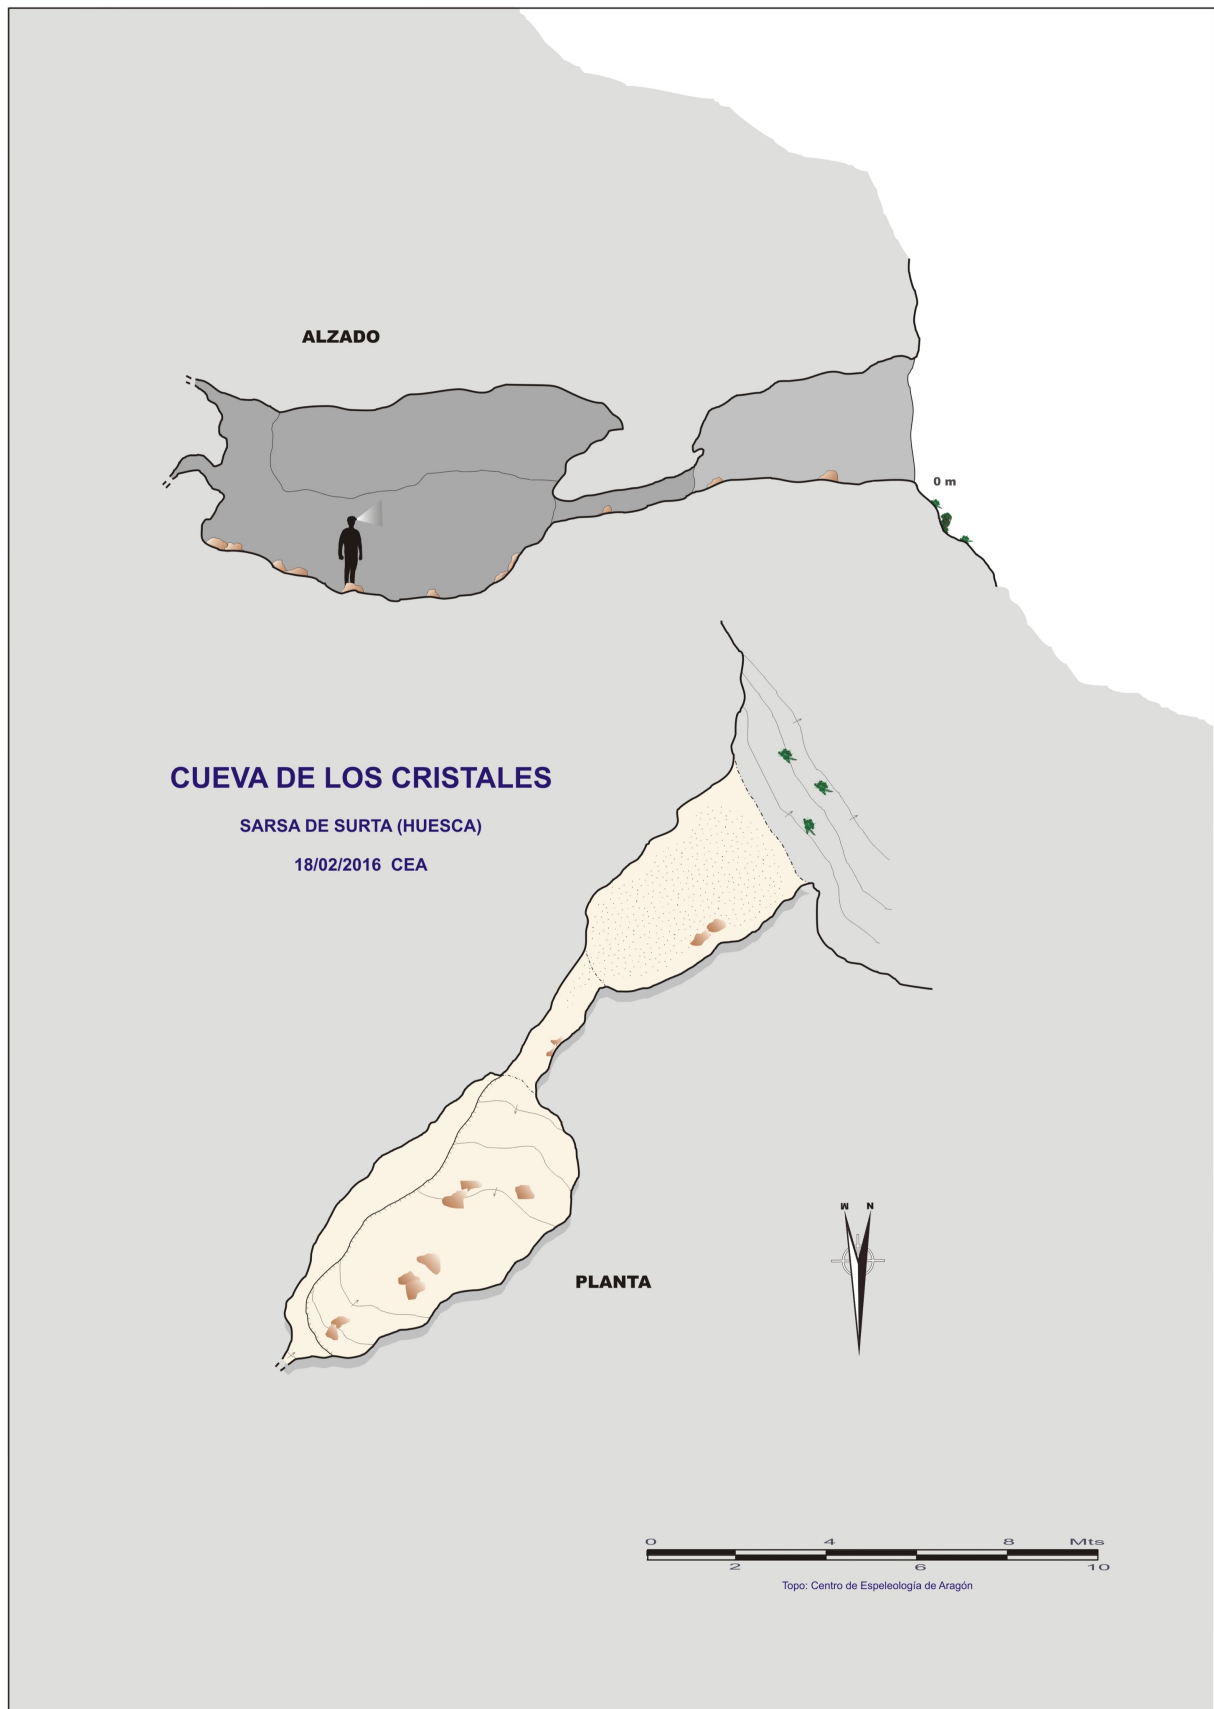 ALZADO
0 m
CUEVA DE LOS CRISTALES
SARSA DE SURTA (HUESCA)
18/02/2016 CEA
M N
PLANTA
0 4 8 Mts
2 6 10
Topo: Centro de Espeleología de Aragón